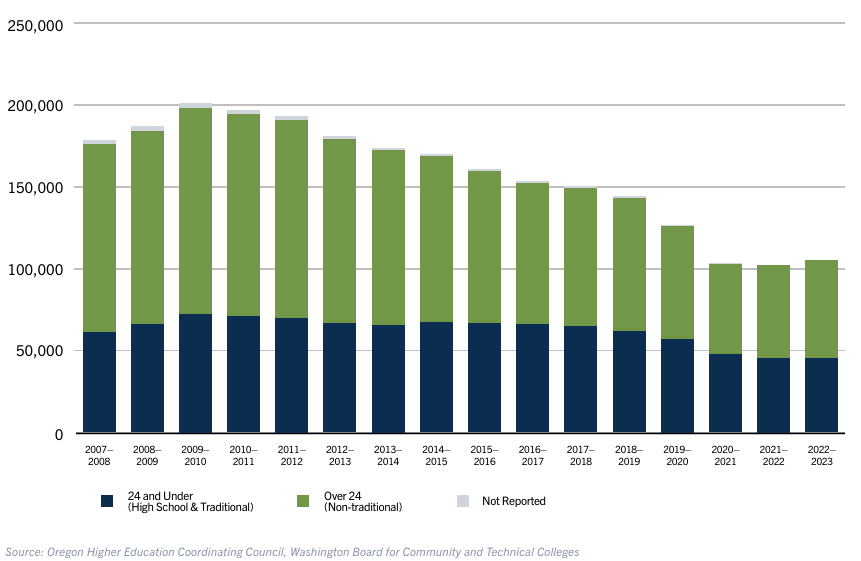 250,000
200,000
150,000
100,000
50,000
0
2007– 2008– 2009– 2010– 2011– 2012– 2013– 2014– 2015– 2016– 2017– 2018– 2019– 2020– 2021– 2022–
2008 2009 2010 2011 2012 2013 2014 2015 2016 2017 2018 2019 2020 2021 2022 2023
24 and Under
(High School & Traditional)
Over 24
(Non-traditional)
Not Reported
Source: Oregon Higher Education Coordinating Council, Washington Board for Community and Technical Colleges